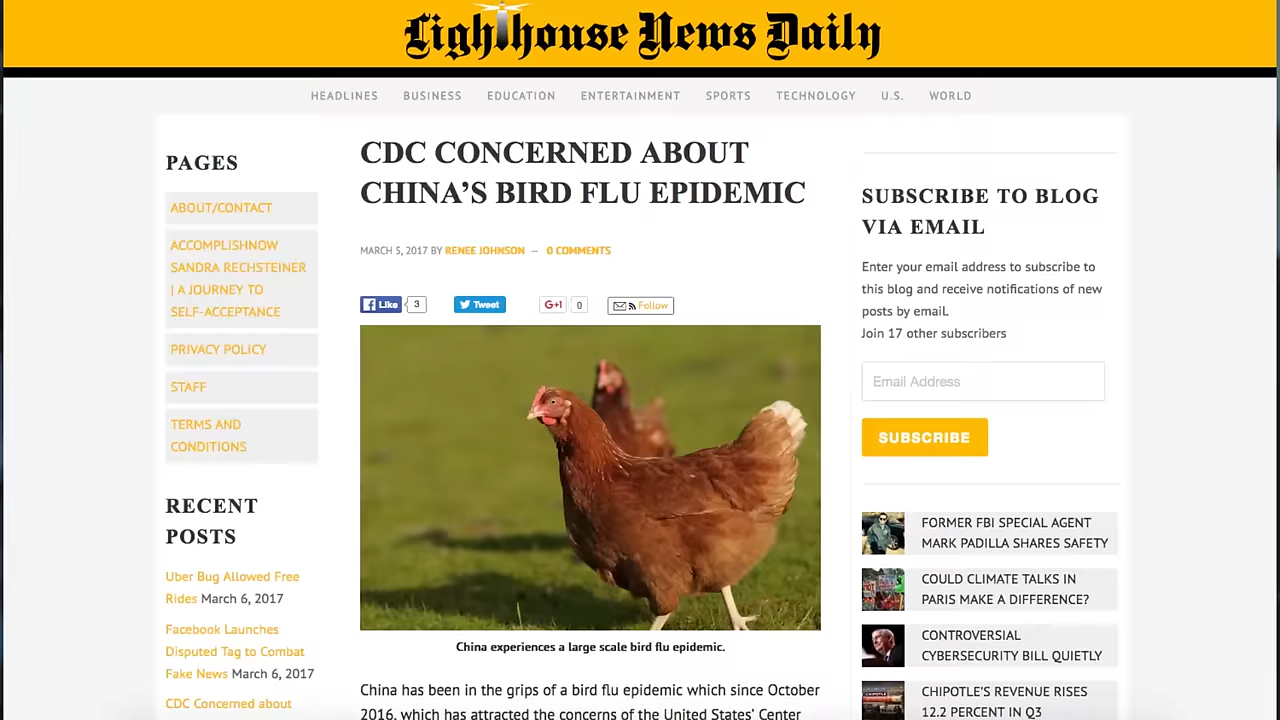 Lighthouse News Daily
HEADLINES BUSINESS EDUCATION ENTERTAINMENT SPORTS TECHNOLOGY U.S. WORLD
PAGES
ABOUT/CONTACT
ACCOMPLISHNOW
SANDRA RECHSTEINER
| A JOURNEY TO
SELF-ACCEPTANCE
PRIVACY POLICY
STAFF
TERMS AND
CONDITIONS
RECENT
POSTS
Uber Bug Allowed Free
Rides March 6, 2017
Facebook Launches
Disputed Tag to Combat
Fake News March 6, 2017
CDC Concerned about
CDC CONCERNED ABOUT
CHINA'S BIRD FLU EPIDEMIC
MARCH 5, 2017 BY RENEE JOHNSON — 0 COMMENTS
Like 3 Tweet G+1 0 Follow
China experiences a large scale bird flu epidemic.
China has been in the grips of a bird flu epidemic which since October
2016, which has attracted the concerns of the United States' Center
SUBSCRIBE TO BLOG
VIA EMAIL
Enter your email address to subscribe to
this blog and receive notifications of new
posts by email.
Join 17 other subscribers
Email Address
SUBSCRIBE
FORMER FBI SPECIAL AGENT
MARK PADILLA SHARES SAFETY
COULD CLIMATE TALKS IN
PARIS MAKE A DIFFERENCE?
CONTROVERSIAL
CYBERSECURITY BILL QUIETLY
CHIPOTLE'S REVENUE RISES
12.2 PERCENT IN Q3